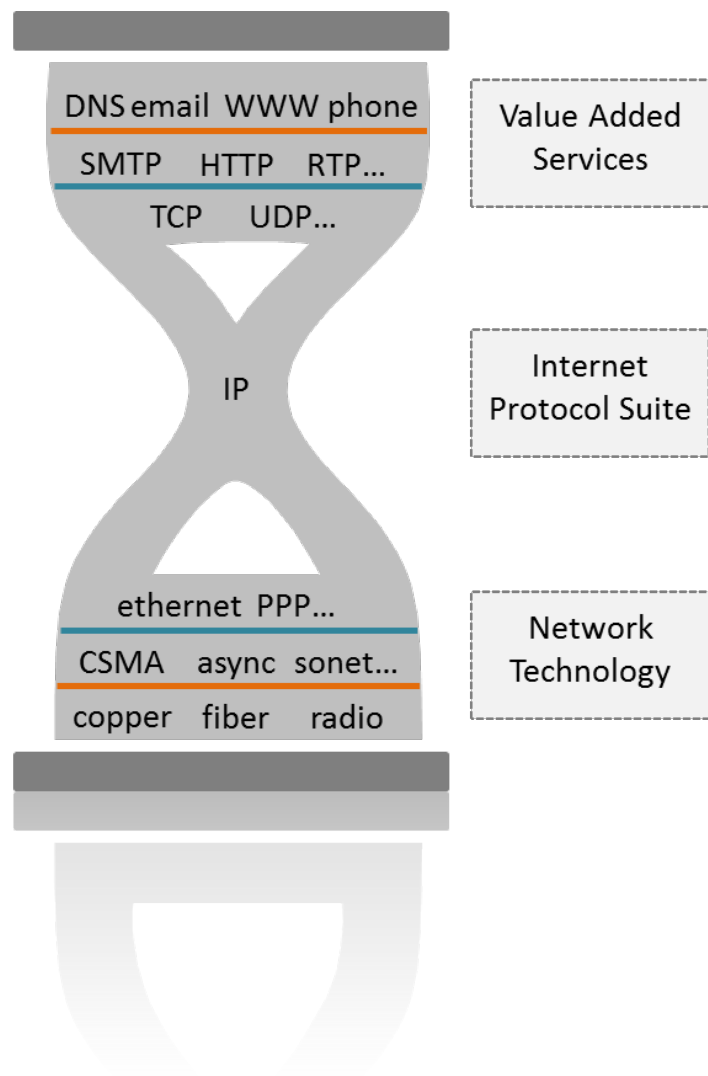 DNS email WWW phone
SMTP HTTP RTP...
TCP UDP...
IP
ethernet PPP...
CSMA async sonet...
copper fiber radio
Value Added
Services
Internet
Protocol Suite
Network
Technology